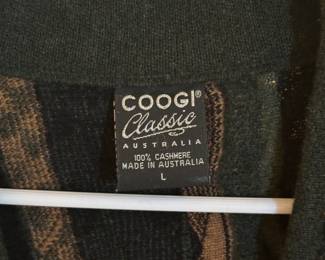 COOGI®
Classic
AUSTRALIA
100% CASHMERE
MADE IN AUSTRALIA
L